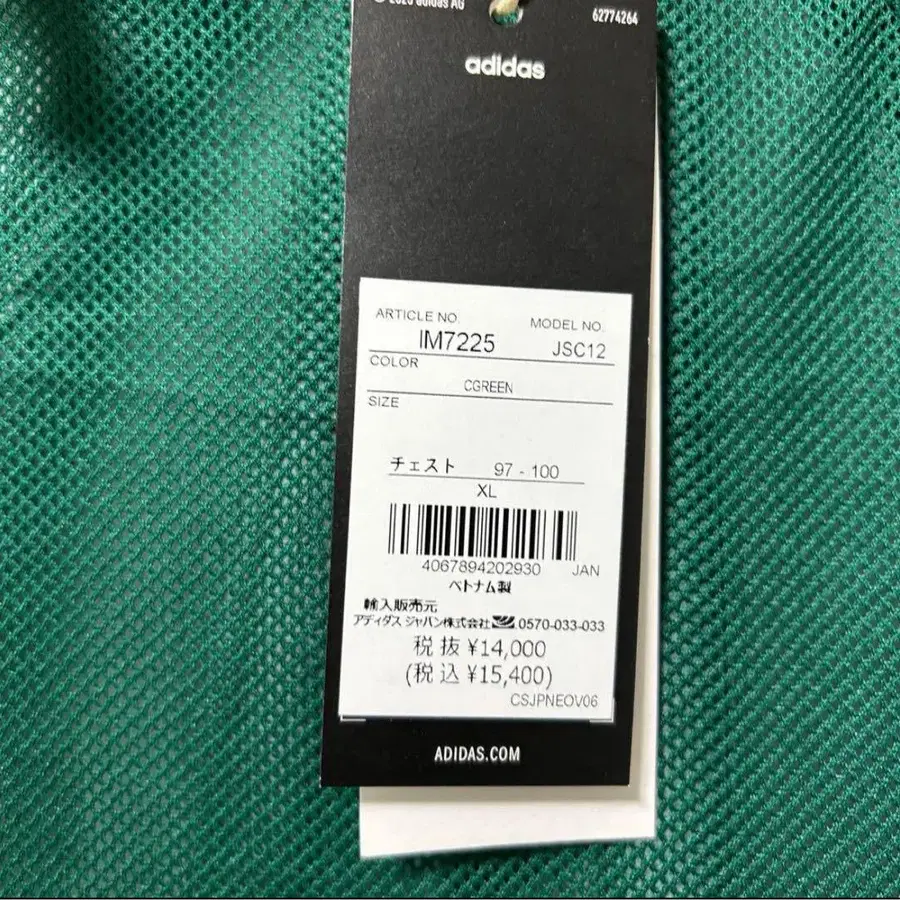 adidas AG
62774264
adidas
ARTICLE NO.
MODEL NO.
IM7225
JSC12
COLOR
CGREEN
SIZE
チェスト 97 - 100
XL
4067894202930 JAN
ベトナム製
輸入販売元
アディダス ジャパン株式会社 0570-033-033
税抜 ¥14,000
(税込 ¥15,400)
CSJPNEOV06
ADIDAS.COM